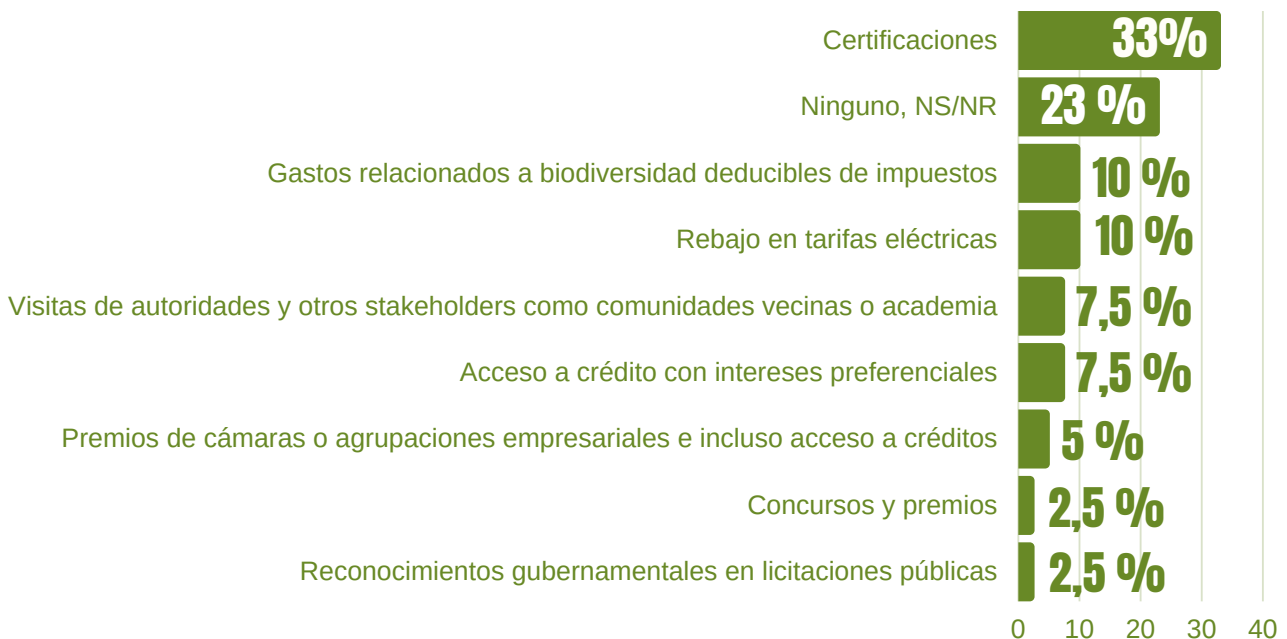 Certificaciones 33%
Ninguno, NS/NR 23 %
Gastos relacionados a biodiversidad deducibles de impuestos 10 %
Rebajo en tarifas eléctricas 10 %
Visitas de autoridades y otros stakeholders como comunidades vecinas o academia 7,5 %
Acceso a crédito con intereses preferenciales 7,5 %
Premios de cámaras o agrupaciones empresariales e incluso acceso a créditos 5 %
Concursos y premios 2,5 %
Reconocimientos gubernamentales en licitaciones públicas 2,5 %
0 10 20 30 40